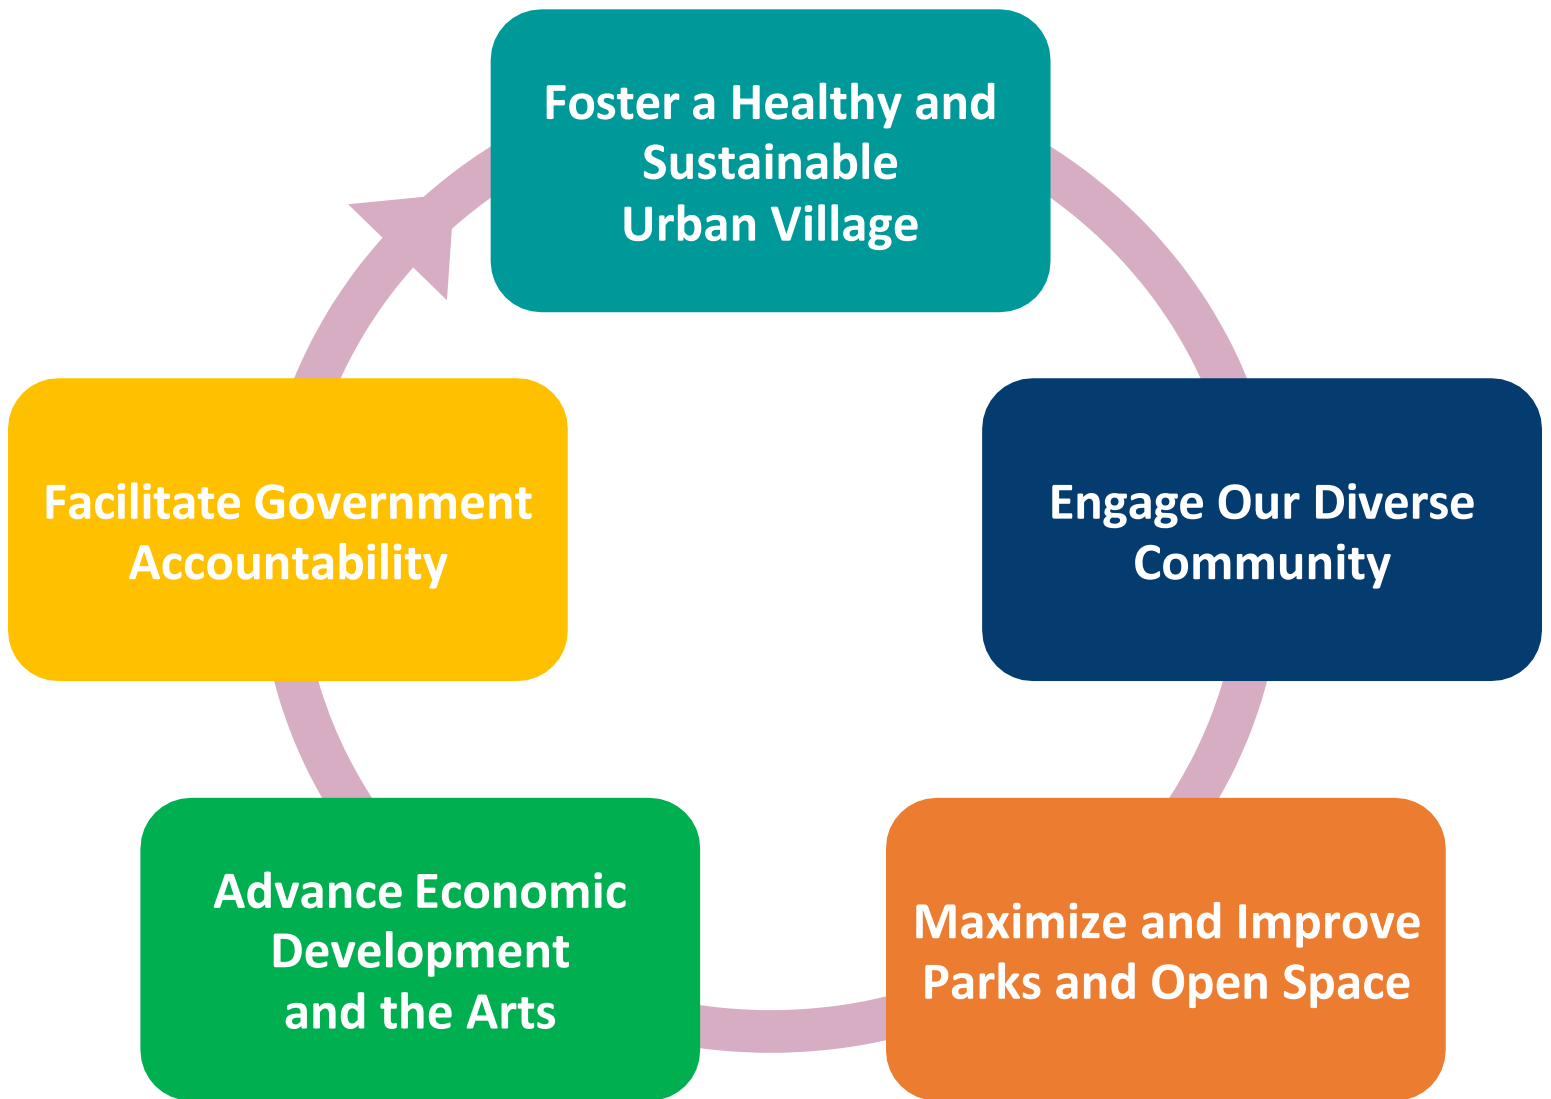 Foster a Healthy and
Sustainable
Urban Village
Engage Our Diverse
Community
Maximize and Improve
Parks and Open Space
Advance Economic
Development
and the Arts
Facilitate Government
Accountability